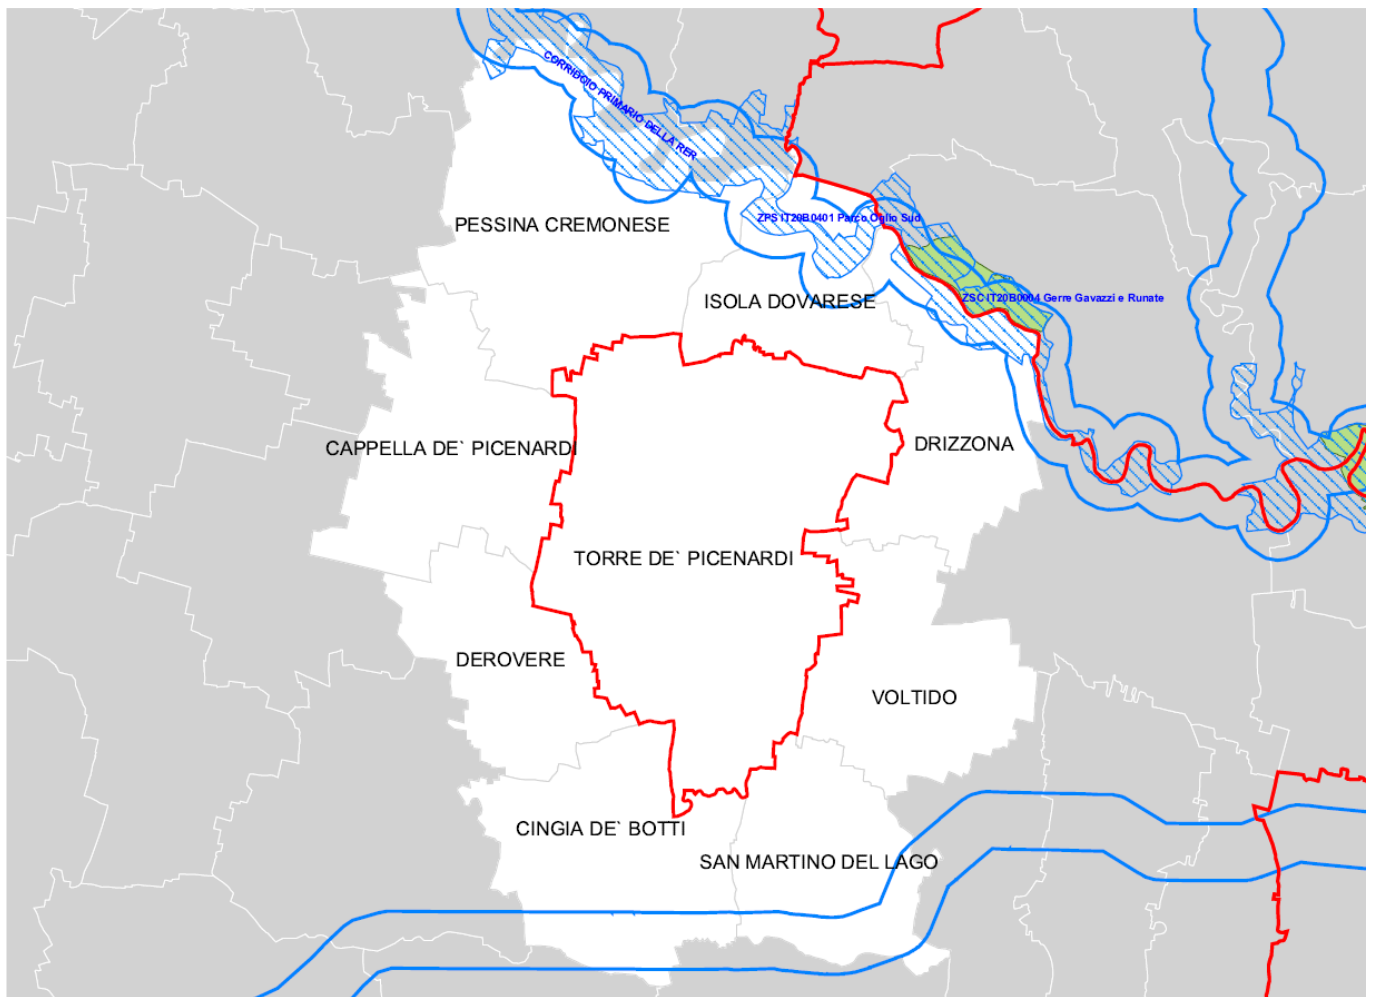 CORRIDOIO PRIMARIO DELLA RER
ZPS IT20B0401 Parco Oglio Sud
PESSINA CREMONESE
ZSC IT20B0004 Gerre Gavazzi e Runate
ISOLA DOVARESE
DRIZZONA
CAPPELLA DE` PICENARDI
TORRE DE` PICENARDI
DEROVERE
VOLTIDO
CINGIA DE` BOTTI
SAN MARTINO DEL LAGO